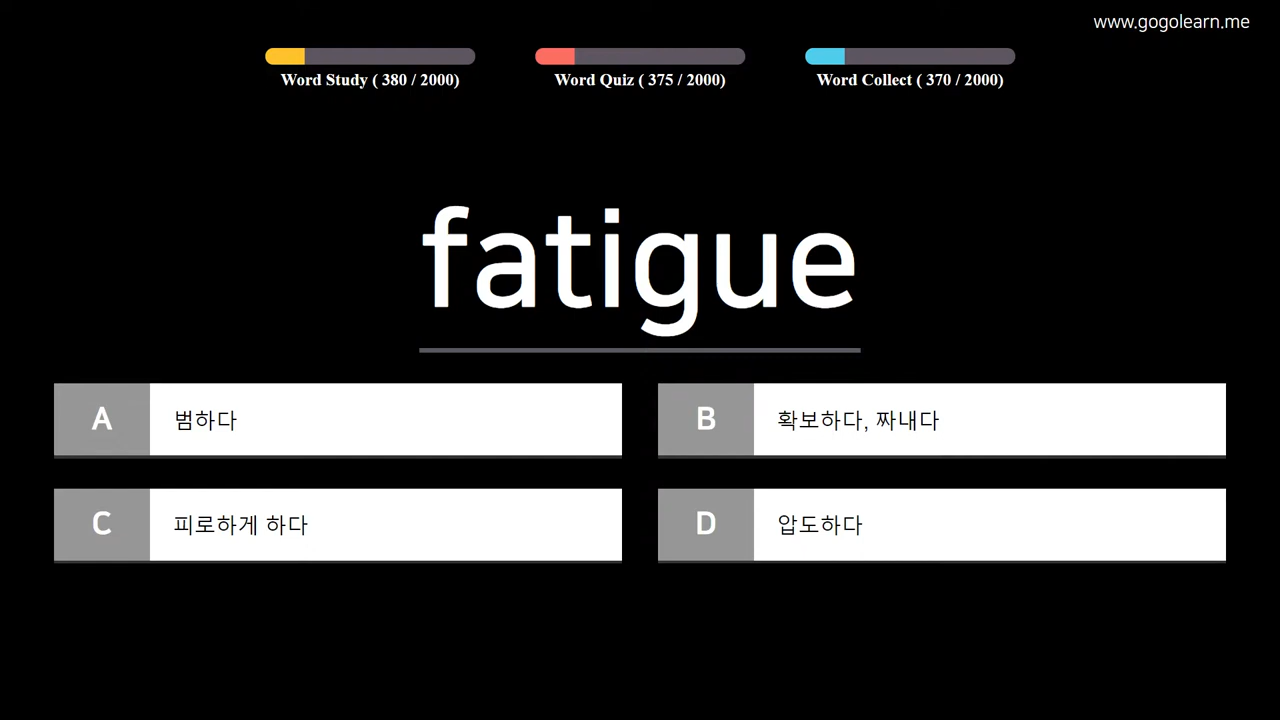 www.gogolearn.me
Word Study ( 380 / 2000)
Word Quiz ( 375 / 2000)
Word Collect ( 370 / 2000)
fatigue
A 범하다
B 확보하다, 짜내다
C 피로하게 하다
D 압도하다